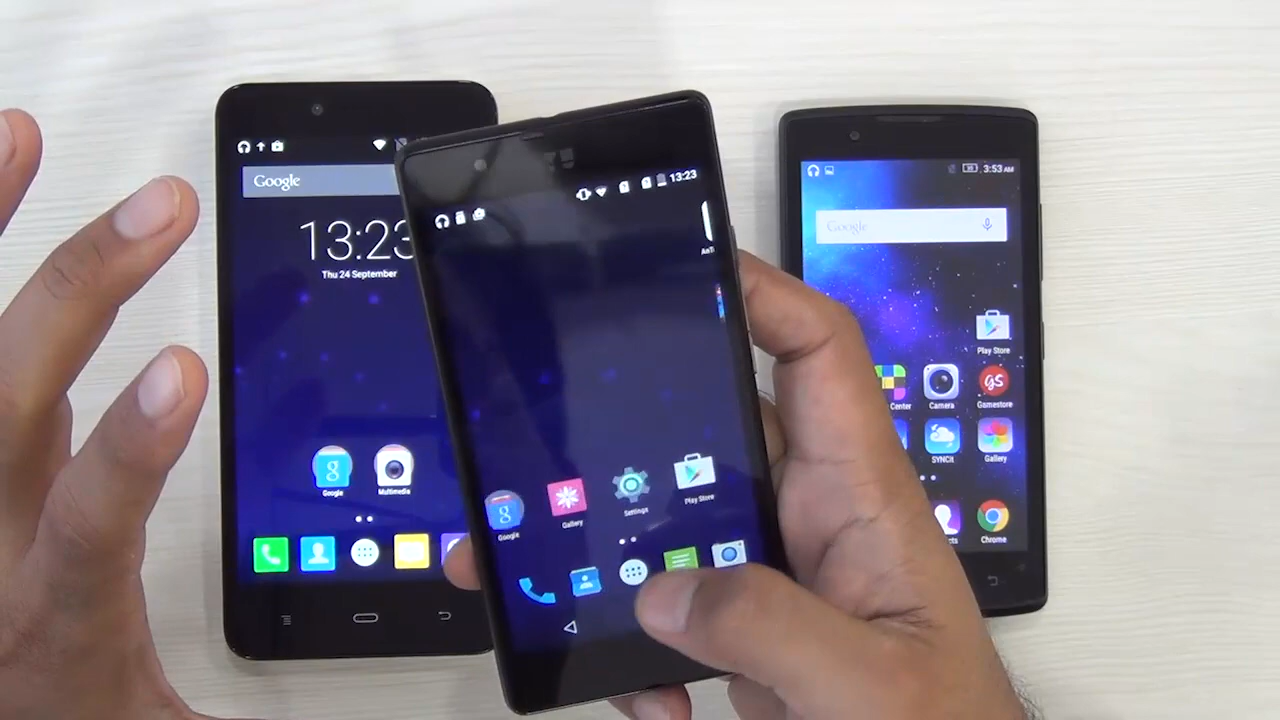 Google
13:23
Thu 24 September
Google
Multimedia
13:23
Google
Gallery
Settings
Play Store
3:53 AM
Google
Play Store
Center
Camera
Gamestore
SYNCit
Gallery
Chrome